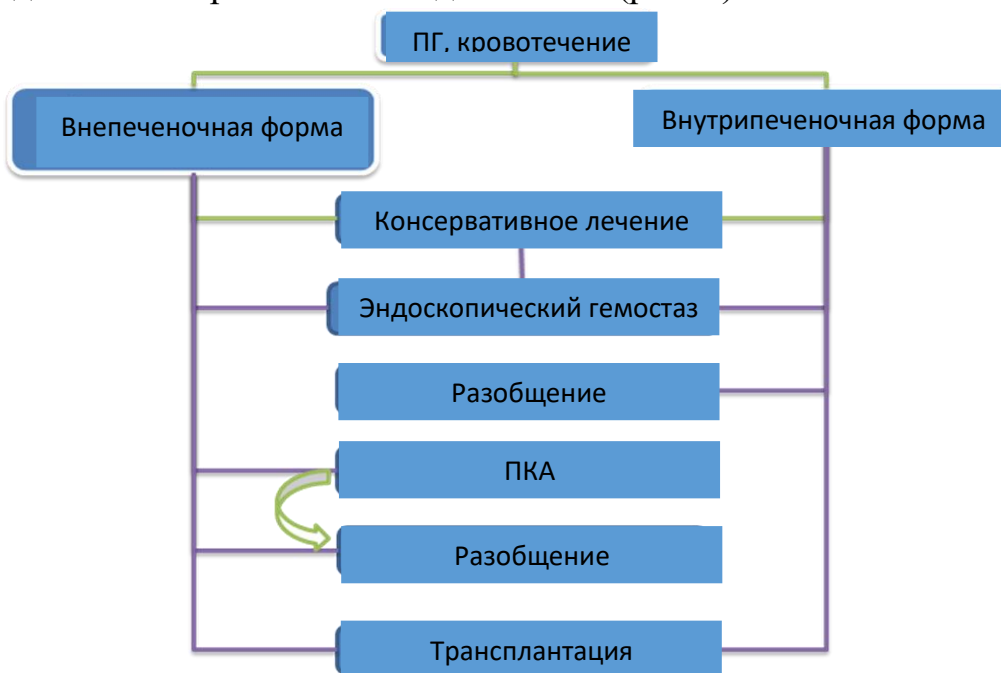 ПГ, кровотечение
Внепеченочная форма
Внутрипеченочная форма
Консервативное лечение
Эндоскопический гемостаз
Разобщение
ПКА
Разобщение
Трансплантация